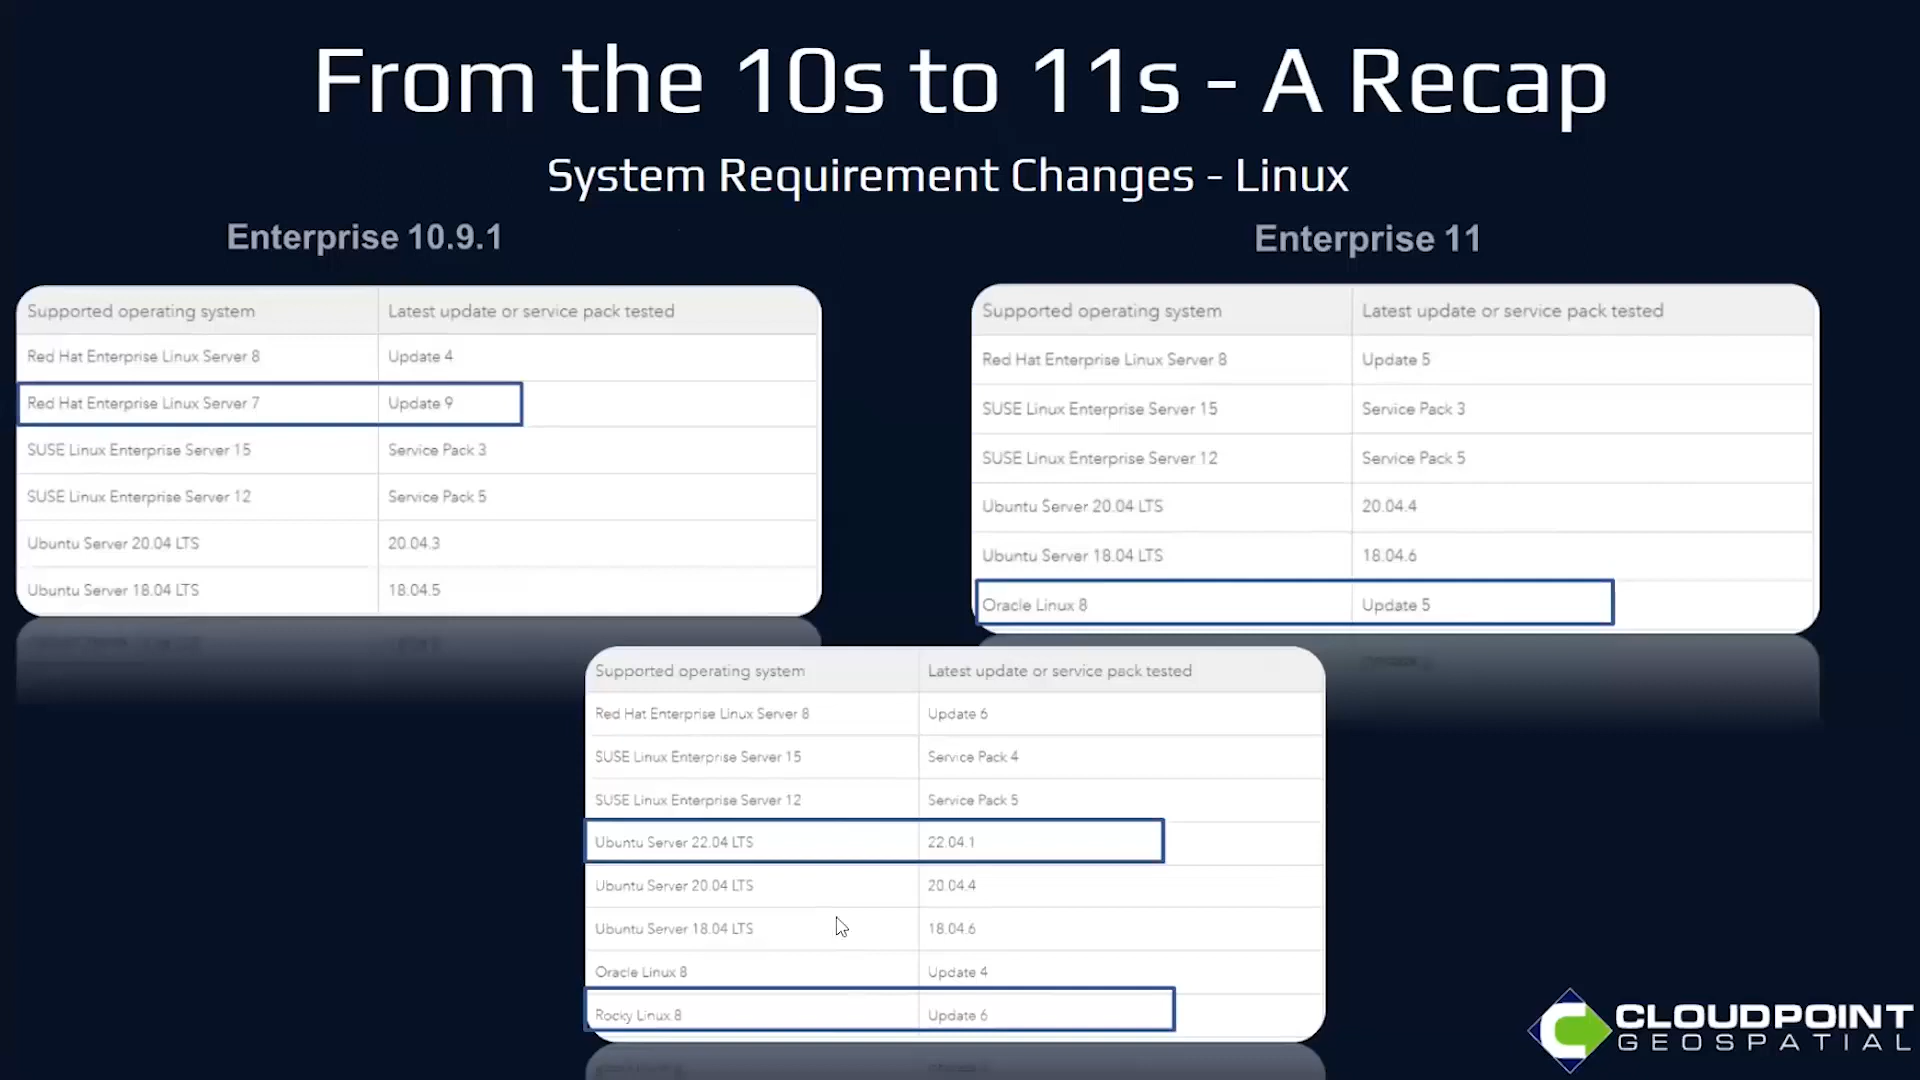 From the 10s to 11s - A Recap
System Requirement Changes - Linux
Enterprise 10.9.1
Supported operating system Latest update or service pack tested
Red Hat Enterprise Linux Server 8 Update 4
Red Hat Enterprise Linux Server 7 Update 9
SUSE Linux Enterprise Server 15 Service Pack 3
SUSE Linux Enterprise Server 12 Service Pack 5
Ubuntu Server 20.04 LTS 20.04.3
Ubuntu Server 18.04 LTS 18.04.5
Enterprise 11
Supported operating system Latest update or service pack tested
Red Hat Enterprise Linux Server 8 Update 5
SUSE Linux Enterprise Server 15 Service Pack 3
SUSE Linux Enterprise Server 12 Service Pack 5
Ubuntu Server 20.04 LTS 20.04.4
Ubuntu Server 18.04 LTS 18.04.6
Oracle Linux 8 Update 5
Supported operating system Latest update or service pack tested
Red Hat Enterprise Linux Server 8 Update 6
SUSE Linux Enterprise Server 15 Service Pack 4
SUSE Linux Enterprise Server 12 Service Pack 5
Ubuntu Server 22.04 LTS 22.04.1
Ubuntu Server 20.04 LTS 20.04.4
Ubuntu Server 18.04 LTS 18.04.6
Oracle Linux 8 Update 4
Rocky Linux 8 Update 6
CLOUDPOINT
GEOSPATIAL